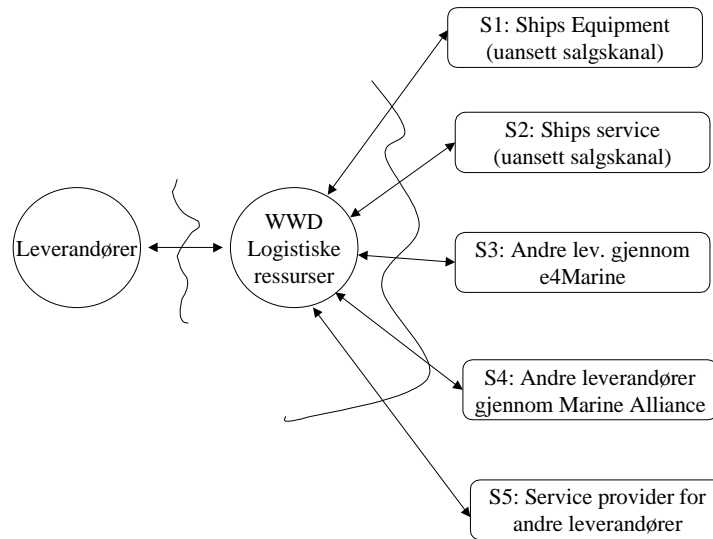 Leverandører
WWD
Logistiske
ressurser
S1: Ships Equipment
(uansett salgskanal)
S2: Ships service
(uansett salgskanal)
S3: Andre lev. gjennom
e4Marine
S4: Andre leverandører
gjennom Marine Alliance
S5: Service provider for
andre leverandører